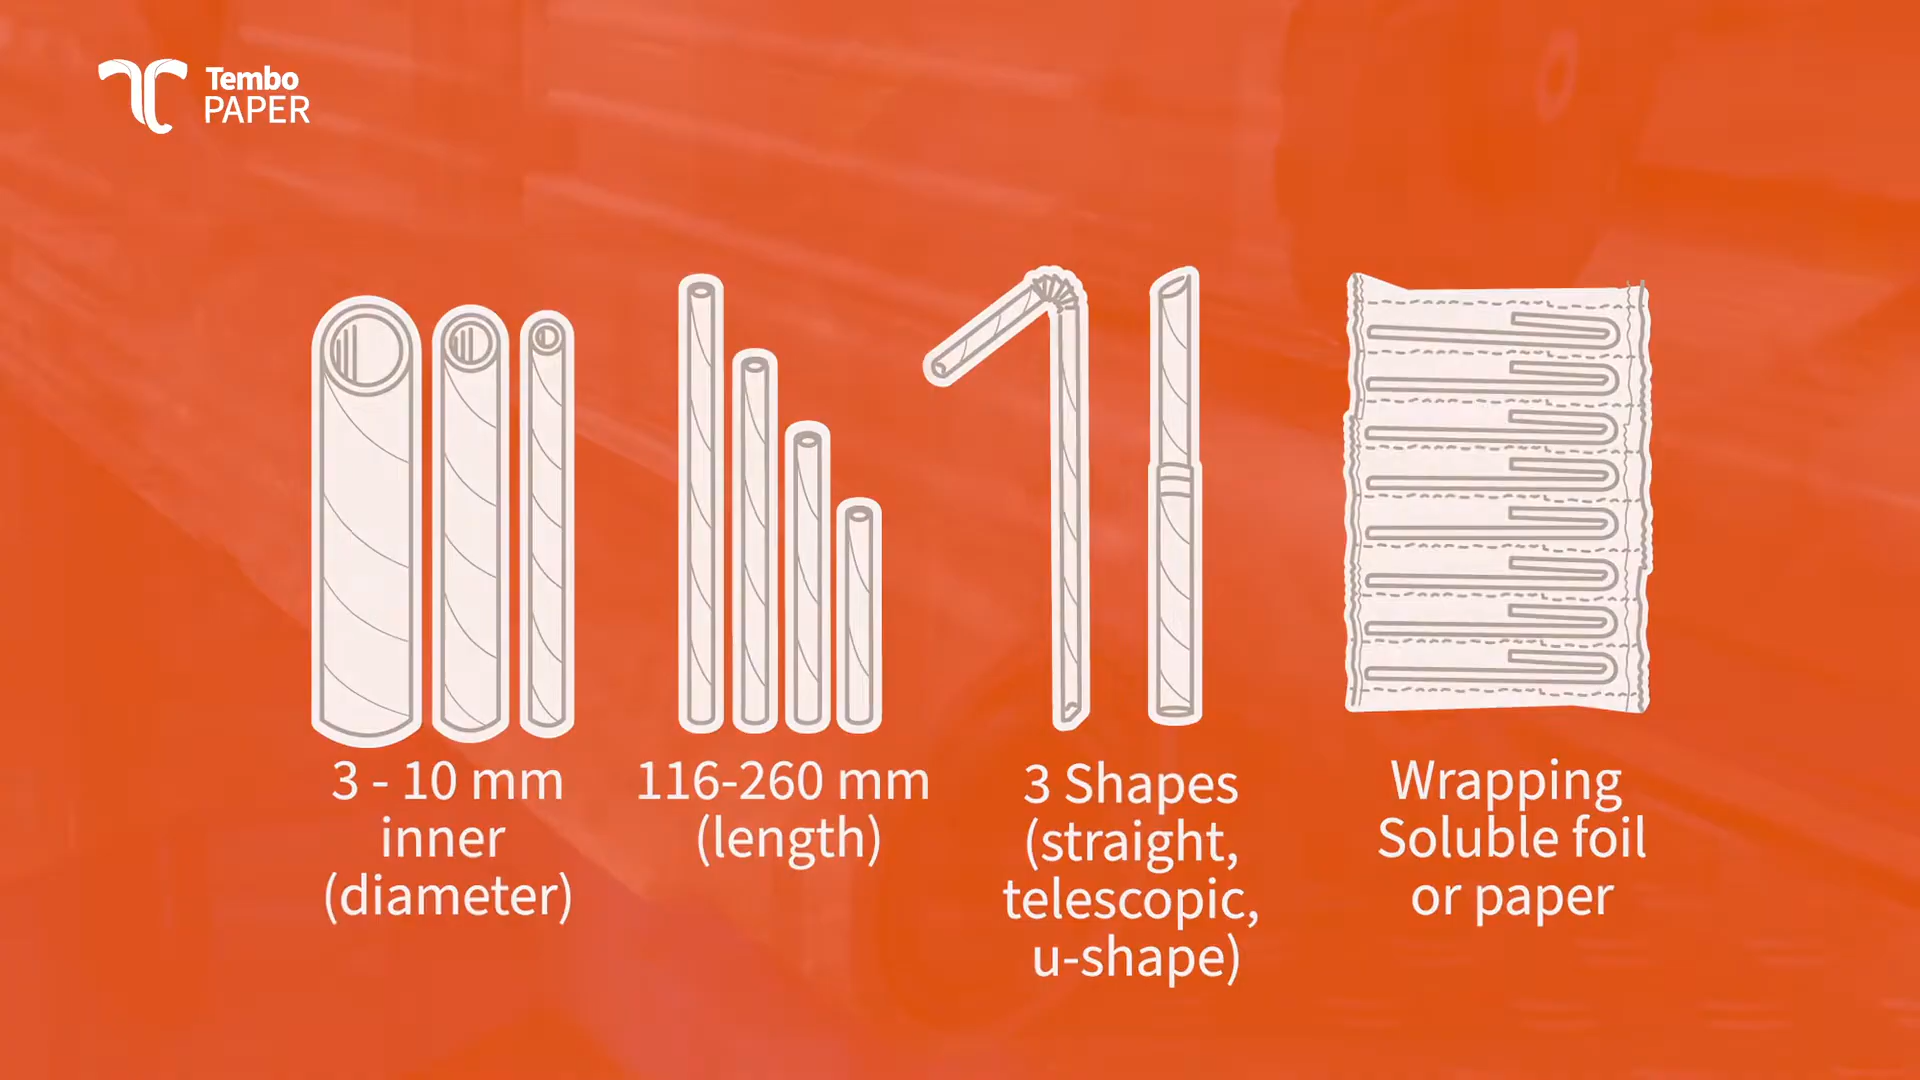 Tembo
PAPER
3 - 10 mm
inner
(diameter)
116-260 mm
(length)
3 Shapes
(straight,
telescopic,
u-shape)
Wrapping
Soluble foil
or paper